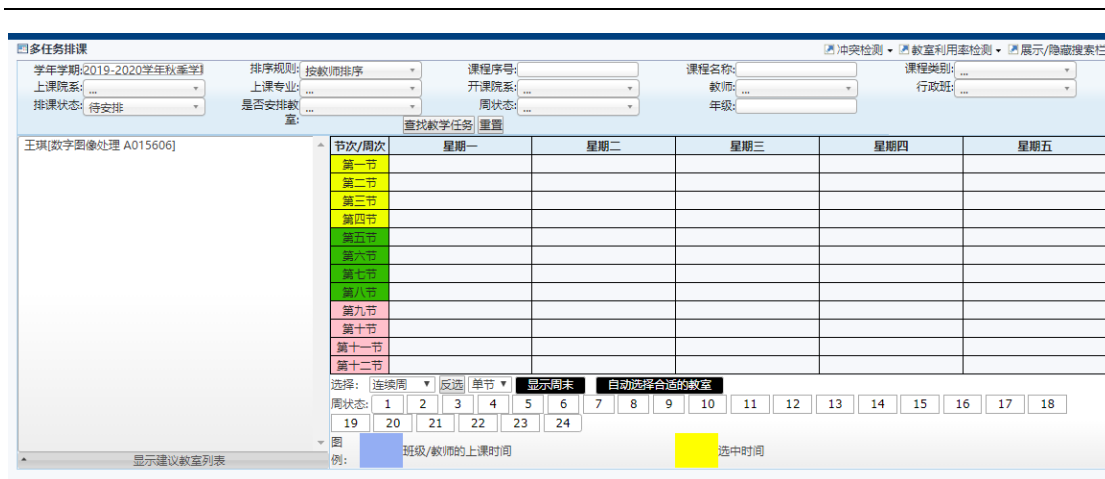 多任务排课 冲突检测 教室利用率检测 展示/隐藏搜索栏
学年学期:2019-2020学年秋季学期 排序规则: 按教师排序 课程序号: 课程名称: 课程类别: ...
上课院系: ... 上课专业: ... 开课院系: ... 教师: ... 行政班: ...
排课状态: 待安排 是否安排教室: ... 周状态: ... 年级:
查找教学任务 重置
王琪[数字图像处理 A015606]
节次/周次 星期一 星期二 星期三 星期四 星期五
第一节
第二节
第三节
第四节
第五节
第六节
第七节
第八节
第九节
第十节
第十一节
第十二节
选择: 连续周 反选 单节 显示周末 自动选择合适的教室
周状态: 1 2 3 4 5 6 7 8 9 10 11 12 13 14 15 16 17 18
19 20 21 22 23 24
图例: 班级/教师的上课时间 选中时间
显示建议教室列表